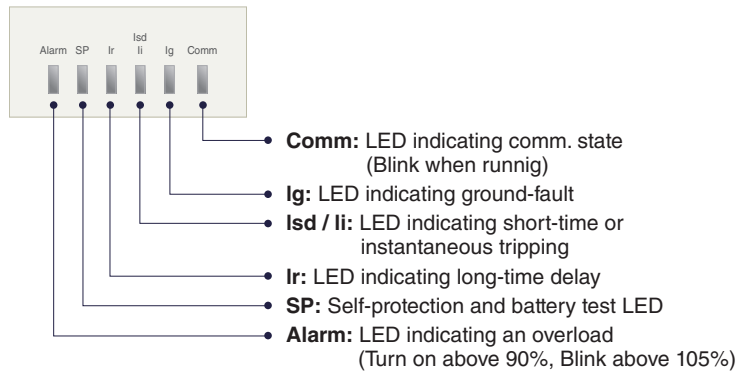 Isd
Alarm SP Ir Ii Ig Comm
Comm: LED indicating comm. state
(Blink when runnig)
Ig: LED indicating ground-fault
Isd / Ii: LED indicating short-time or
instantaneous tripping
Ir: LED indicating long-time delay
SP: Self-protection and battery test LED
Alarm: LED indicating an overload
(Turn on above 90%, Blink above 105%)